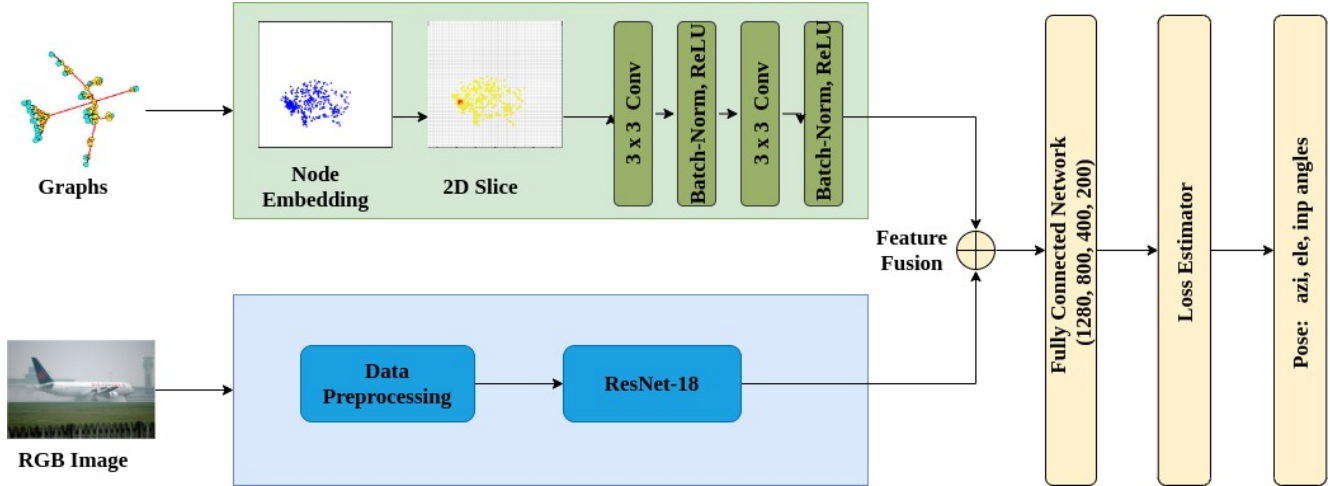 Graphs
Node
Embedding
2D Slice
3 x 3 Conv
Batch-Norm, ReLU
3 x 3 Conv
Batch-Norm, ReLU
Feature
Fusion
RGB Image
Data
Preprocessing
ResNet-18
Fully Connected Network
(1280, 800, 400, 200)
Loss Estimator
Pose: azi, ele, inp angles